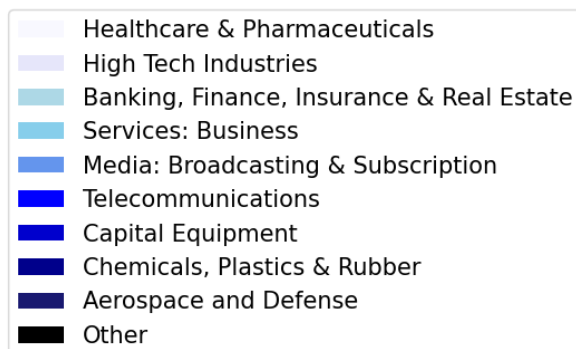 Healthcare & Pharmaceuticals
High Tech Industries
Banking, Finance, Insurance & Real Estate
Services: Business
Media: Broadcasting & Subscription
Telecommunications
Capital Equipment
Chemicals, Plastics & Rubber
Aerospace and Defense
Other